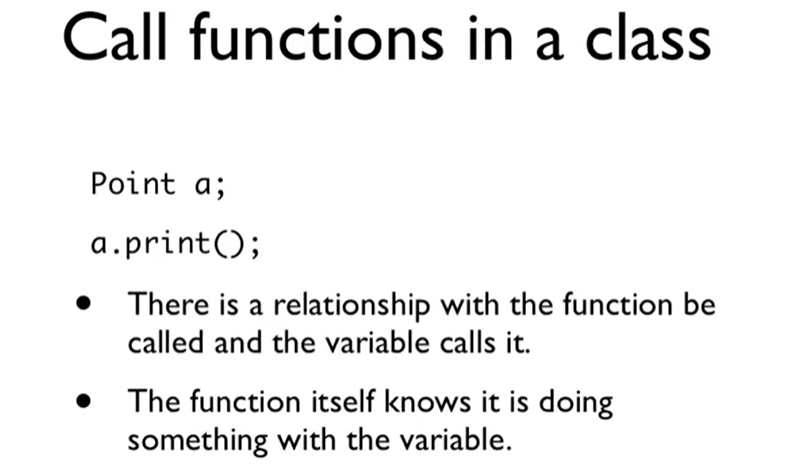 Call functions in a class
Point a;
a.print();
• There is a relationship with the function be
called and the variable calls it.
• The function itself knows it is doing
something with the variable.